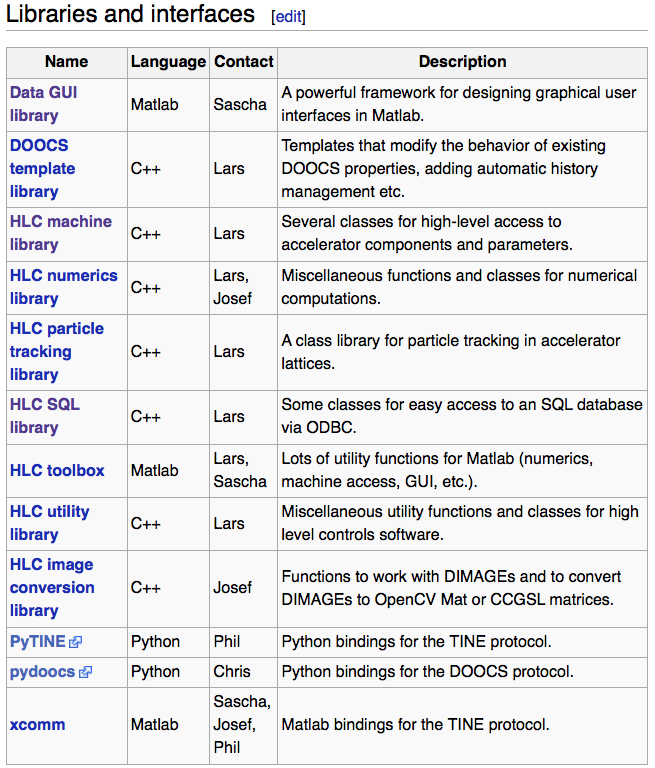 Libraries and interfaces [edit]
Name Language Contact Description
Data GUI
library
Matlab
Sascha
A powerful framework for designing graphical user
interfaces in Matlab.
DOOCS
template
library
C++
Lars
Templates that modify the behavior of existing
DOOCS properties, adding automatic history
management etc.
HLC machine
library
C++
Lars
Several classes for high-level access to
accelerator components and parameters.
HLC numerics
library
C++
Lars,
Josef
Miscellaneous functions and classes for numerical
computations.
HLC particle
tracking
library
C++
Lars
A class library for particle tracking in accelerator
lattices.
HLC SQL
library
C++
Lars
Some classes for easy access to an SQL database
via ODBC.
HLC toolbox
Matlab
Lars,
Sascha
Lots of utility functions for Matlab (numerics,
machine access, GUI, etc.).
HLC utility
library
C++
Lars
Miscellaneous utility functions and classes for high
level controls software.
HLC image
conversion
library
C++
Josef
Functions to work with DIMAGEs and to convert
DIMAGEs to OpenCV Mat or CCGSL matrices.
PyTINE
Python
Phil
Python bindings for the TINE protocol.
pydoocs
Python
Chris
Python bindings for the DOOCS protocol.
xcomm
Matlab
Sascha,
Josef,
Phil
Matlab bindings for the TINE protocol.